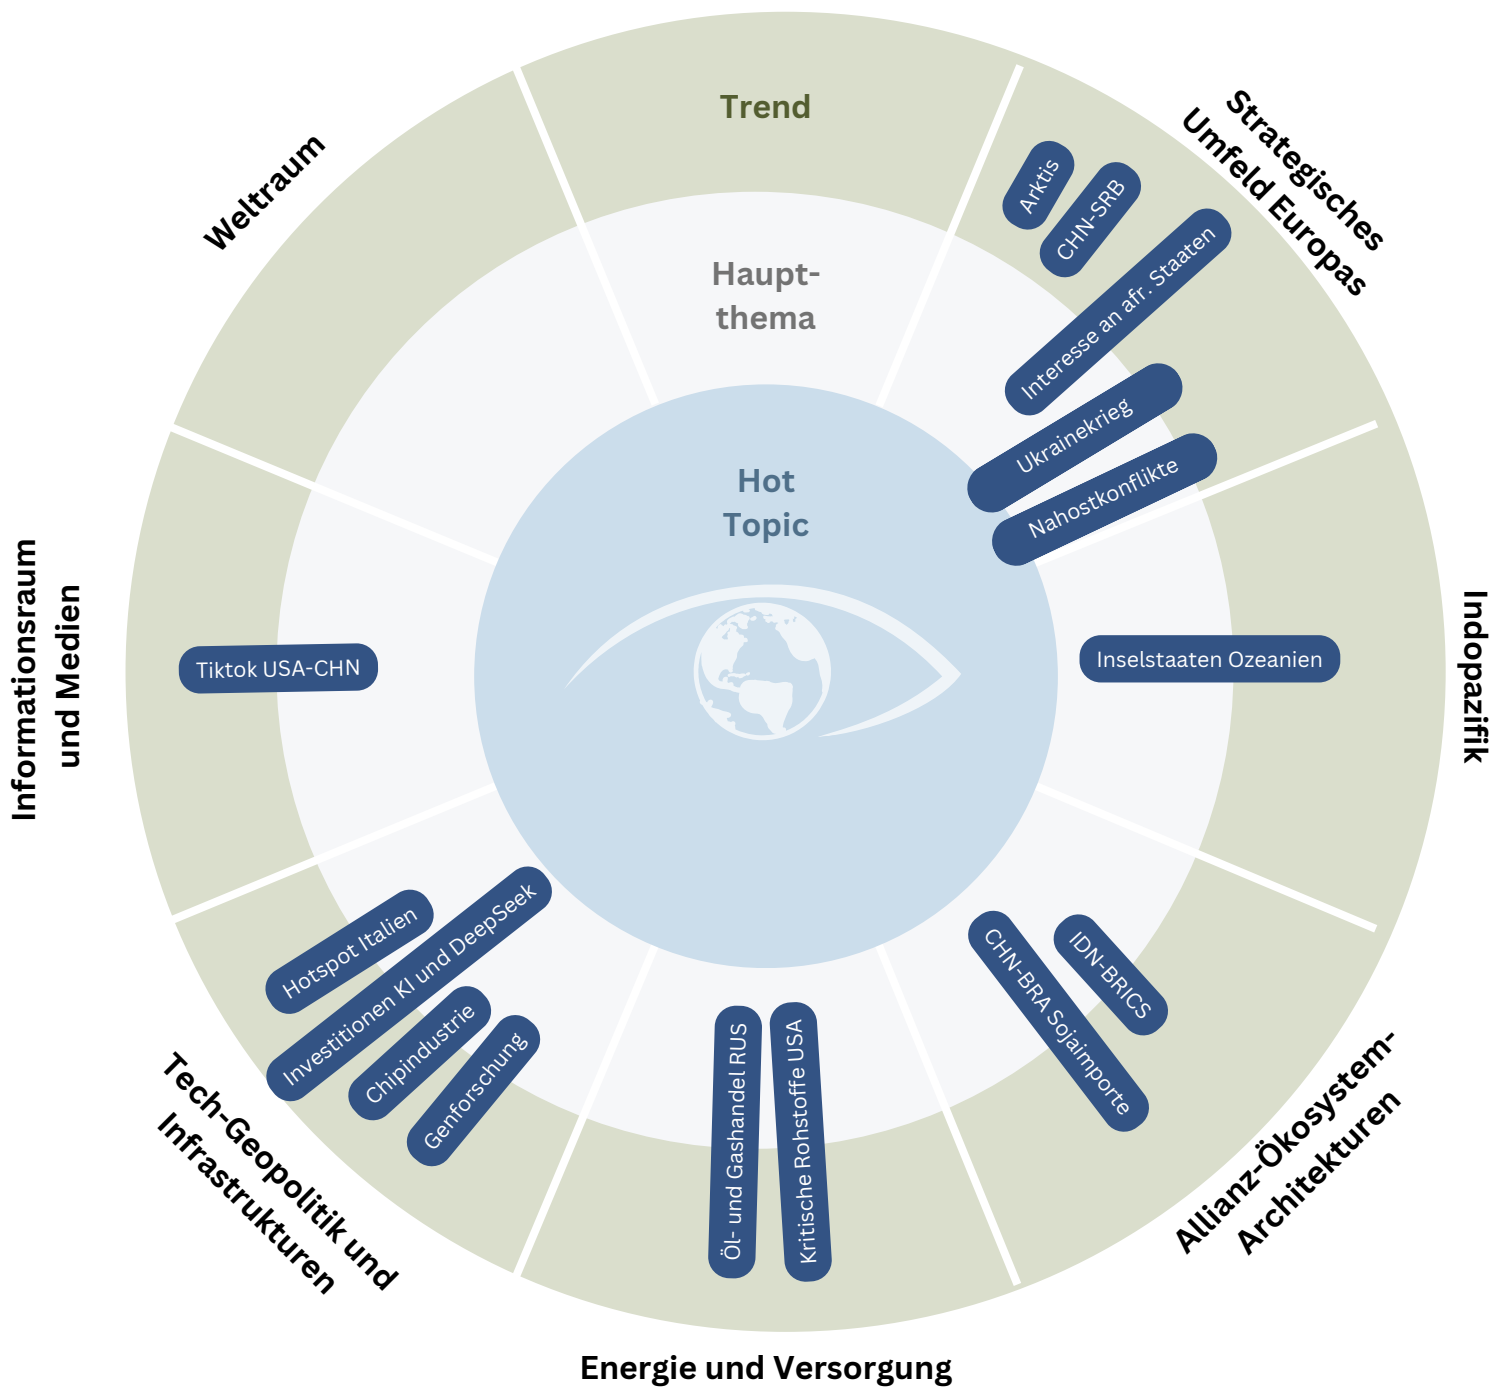 Trend
Haupt-
thema
Hot
Topic
Strategisches
Umfeld Europas
Arktis
CHN-SRB
Interesse an afr. Staaten
Ukrainekrieg
Nahostkonflikte
Indopazifik
Inselstaaten Ozeanien
Allianz-Ökosystem-
Architekturen
IDN-BRICS
CHN-BRA Sojaimporte
Energie und Versorgung
Kritische Rohstoffe USA
Öl- und Gashandel RUS
Tech-Geopolitik und
Infrastrukturen
Genforschung
Chipindustrie
Investitionen KI und DeepSeek
Hotspot Italien
Informationsraum
und Medien
Tiktok USA-CHN
Weltraum